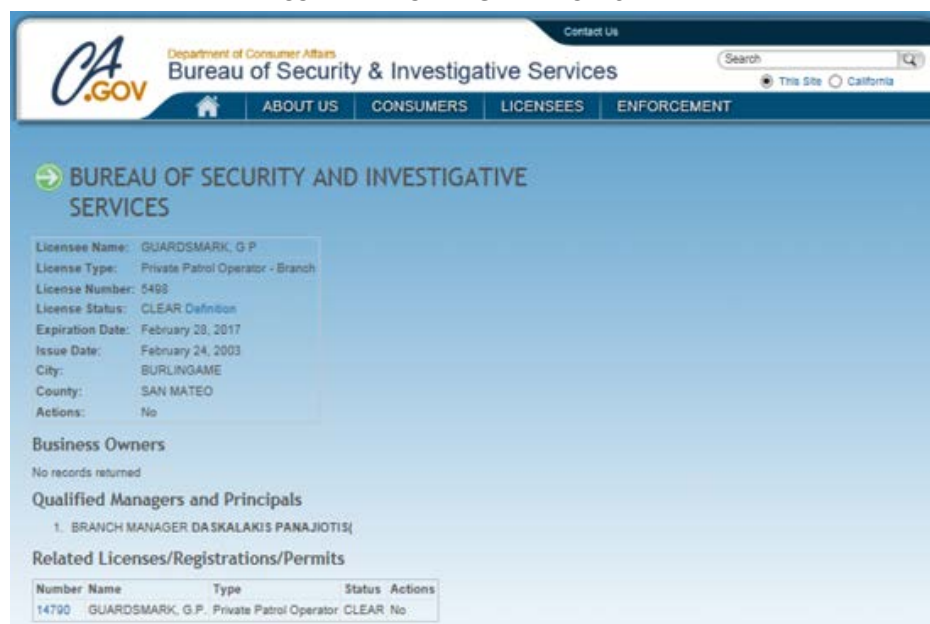 Contact Us
CA.GOV
Department of Consumer Affairs
Bureau of Security & Investigative Services
Search
This Site California
ABOUT US CONSUMERS LICENSEES ENFORCEMENT
BUREAU OF SECURITY AND INVESTIGATIVE
SERVICES
Licensee Name: GUARDSMARK, G P
License Type: Private Patrol Operator - Branch
License Number: 5498
License Status: CLEAR Definition
Expiration Date: February 28, 2017
Issue Date: February 24, 2003
City: BURLINGAME
County: SAN MATEO
Actions: No
Business Owners
No records returned
Qualified Managers and Principals
1. BRANCH MANAGER DASKALAKIS PANAJIOTIS(
Related Licenses/Registrations/Permits
Number Name Type Status Actions
14790 GUARDSMARK, G.P. Private Patrol Operator CLEAR No